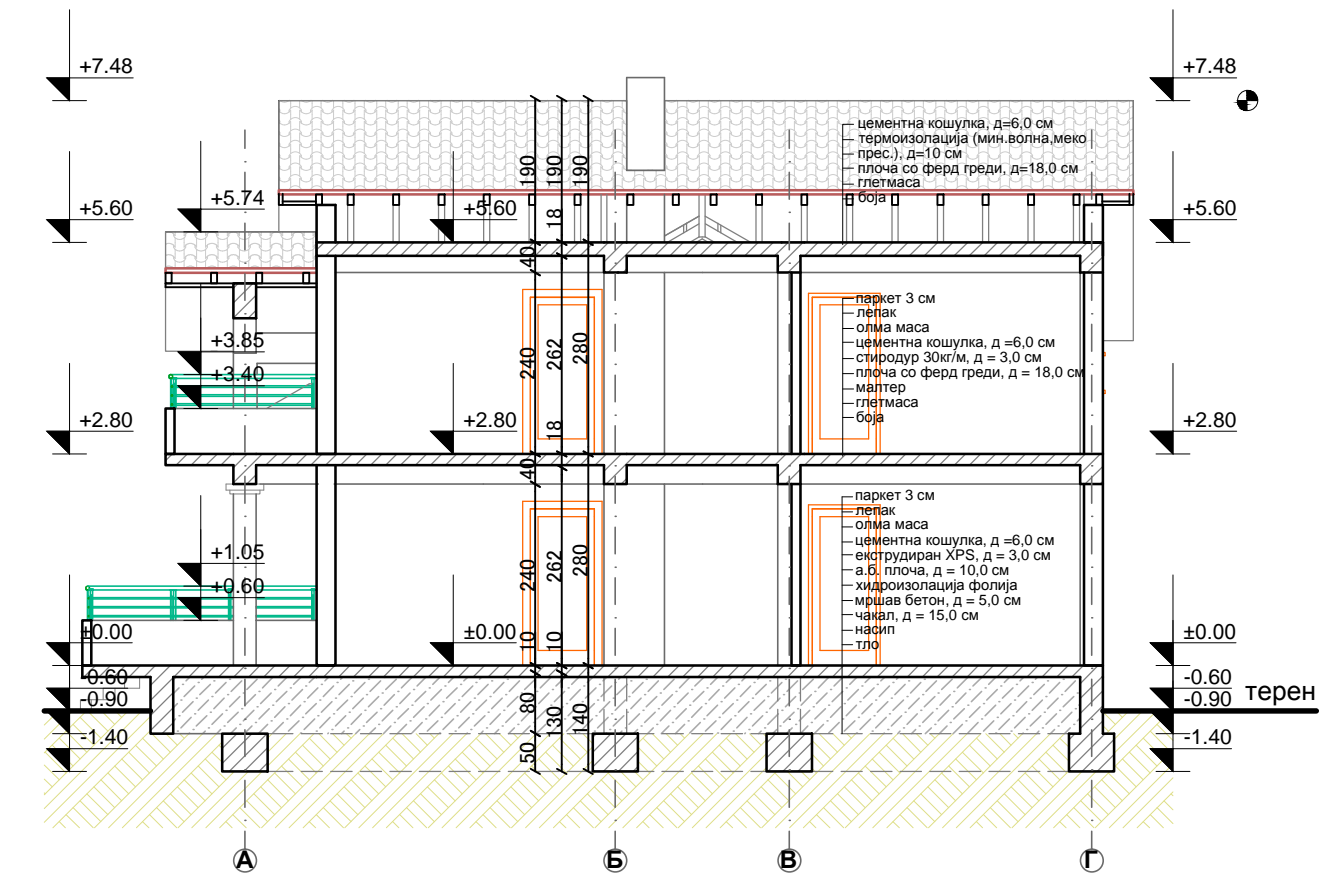 +7.48
+7.48
цементна кошулка, д=6,0 см
термоизолација (мин.волна,меко
прес.), д=10 см
плоча со ферд греди, д=18,0 см
глетмаса
боја
190
190
190
+5.74
+5.60
+5.60
+5.60
18
40
паркет 3 см
лепак
олма маса
цементна кошулка, д =6,0 см
стиродур 30кг/м, д = 3,0 см
плоча со ферд греди, д = 18,0 см
малтер
глетмаса
боја
+3.85
+3.40
240
262
280
+2.80
+2.80
+2.80
18
40
паркет 3 см
лепак
олма маса
цементна кошулка, д =6,0 см
екструдиран XPS, д = 3,0 см
а.б. плоча, д = 10,0 см
хидроизолација фолија
мршав бетон, д = 5,0 см
чакал, д = 15,0 см
насип
тло
+1.05
+0.60
240
262
280
±0.00
±0.00
±0.00
10
10
-0.60
-0.90
-1.40
80
130
140
50
-0.60
-0.90
-1.40
терен
А
Б
В
Г